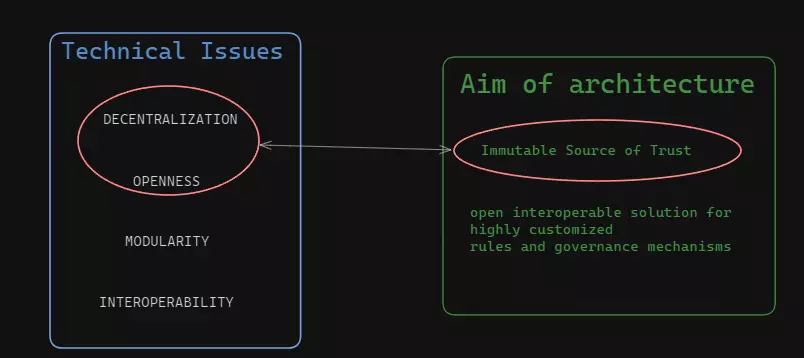 Technical Issues
DECENTRALIZATION
OPENNESS
MODULARITY
INTEROPERABILITY
Aim of architecture
Immutable Source of Trust
open interoperable solution for
highly customized
rules and governance mechanisms